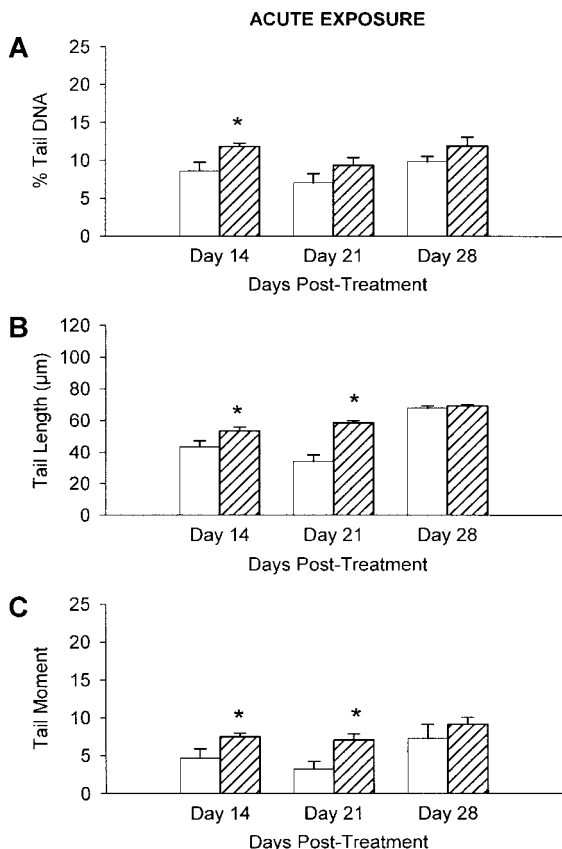 ACUTE EXPOSURE
A
% Tail DNA
25
20
15
10
5
0
*
Day 14
Day 21
Day 28
Days Post-Treatment
B
Tail Length (µm)
120
100
80
60
40
20
0
*
*
Day 14
Day 21
Day 28
Days Post-Treatment
C
Tail Moment
25
20
15
10
5
0
*
*
Day 14
Day 21
Day 28
Days Post-Treatment